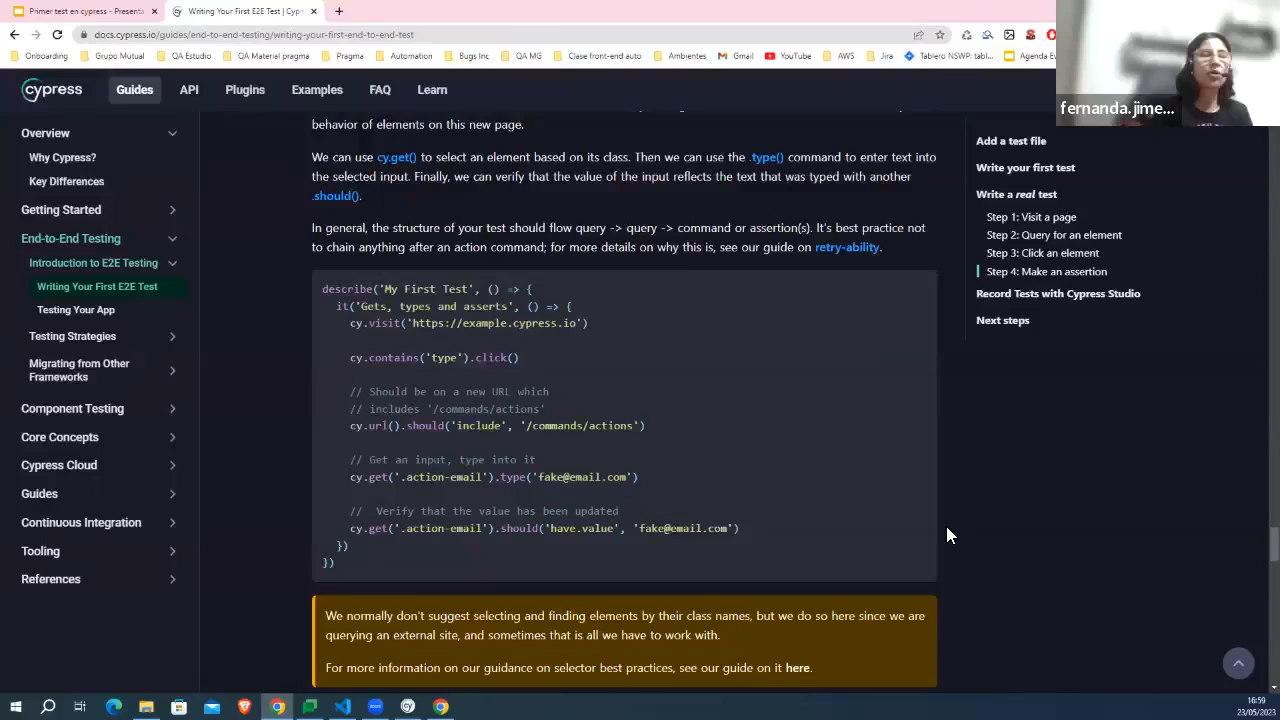 Primer test en cypress - Presenta
Writing Your First E2E Test | Cyp
docs.cypress.io/guides/end-to-end-testing/writing-your-first-end-to-end-test
Onboarding
Grupo Mutual
QA Estudio
QA Mutual
Pragma
Bugs Inc
QA MG
Clase front-end auto
Ambientes
Gmail
YouTube
AWS
Jira
Tablero NSWP: tabl...
Agenda Ev
fernanda.jime...
cypress
Guides
API
Plugins
Examples
FAQ
Learn
Overview
Why Cypress?
Key Differences
Getting Started
End-to-End Testing
Introduction to E2E Testing
Writing Your First E2E Test
Testing Your App
Testing Strategies
Migrating from Other
Frameworks
Component Testing
Core Concepts
Cypress Cloud
Guides
Continuous Integration
Tooling
References
behavior of elements on this new page.
We can use cy.get() to select an element based on its class. Then we can use the .type() command to enter text into
the selected input. Finally, we can verify that the value of the input reflects the text that was typed with another
.should().
In general, the structure of your test should flow query -> query -> command or assertion(s). It's best practice not
to chain anything after an action command; for more details on why this is, see our guide on retry-ability.
describe('My First Test', () => {
it('Gets, types and asserts', () => {
cy.visit('https://example.cypress.io')
cy.contains('type').click()
// Should be on a new URL which
// includes '/commands/actions'
cy.url().should('include', '/commands/actions')
// Get an input, type into it
cy.get('.action-email').type('fake@email.com')
//  Verify that the value has been updated
cy.get('.action-email').should('have.value', 'fake@email.com')
})
})
We normally don't suggest selecting and finding elements by their class names, but we do so here since we are
querying an external site, and sometimes that is all we have to work with.
For more information on our guidance on selector best practices, see our guide on it here.
Add a test file
Write your first test
Write a real test
Step 1: Visit a page
Step 2: Query for an element
Step 3: Click an element
Step 4: Make an assertion
Record Tests with Cypress Studio
Next steps
16:59
23/05/2023